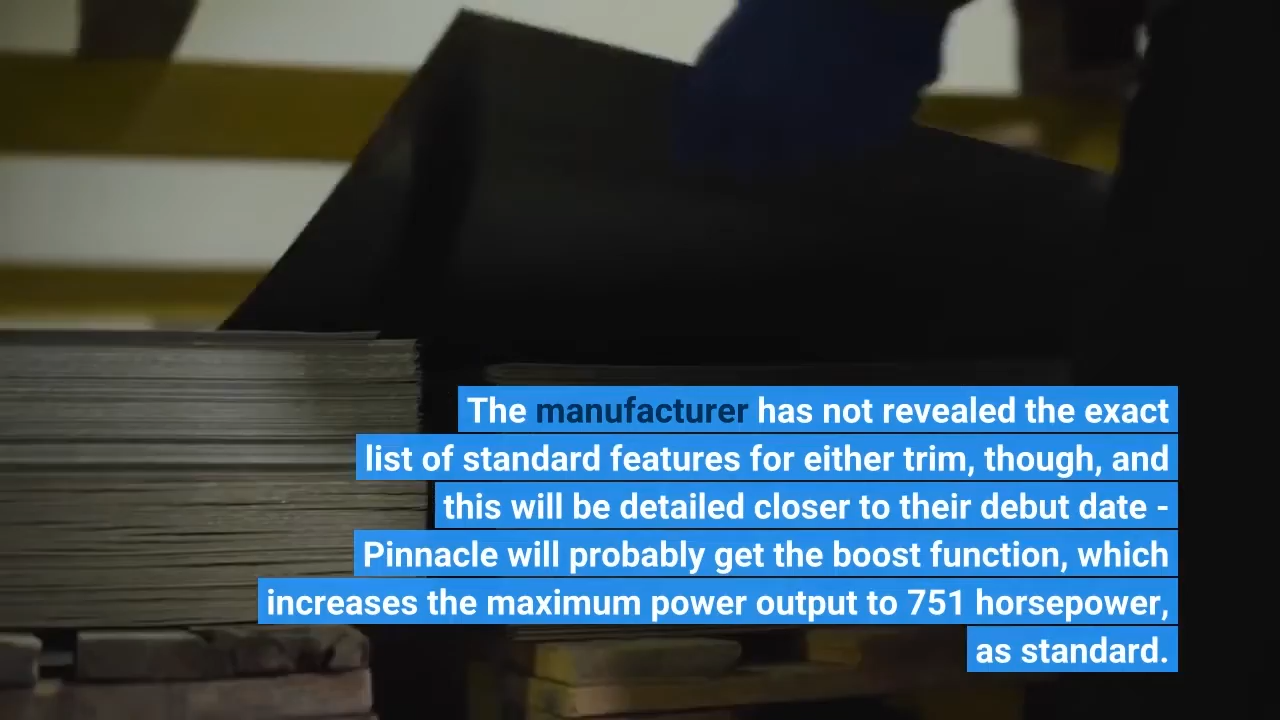 The manufacturer has not revealed the exact
list of standard features for either trim, though, and
this will be detailed closer to their debut date -
Pinnacle will probably get the boost function, which
increases the maximum power output to 751 horsepower,
as standard.